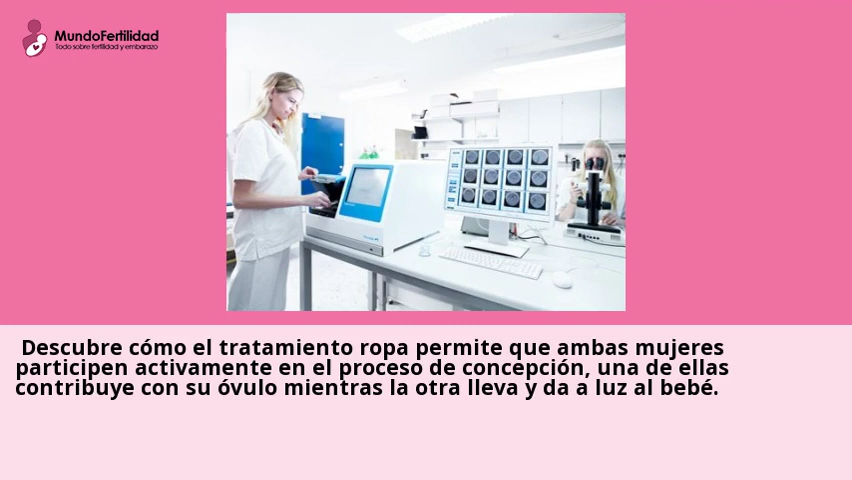 MundoFertilidad
Todo sobre fertilidad y embarazo
Descubre cómo el tratamiento ropa permite que ambas mujeres
participen activamente en el proceso de concepción, una de ellas
contribuye con su óvulo mientras la otra lleva y da a luz al bebé.